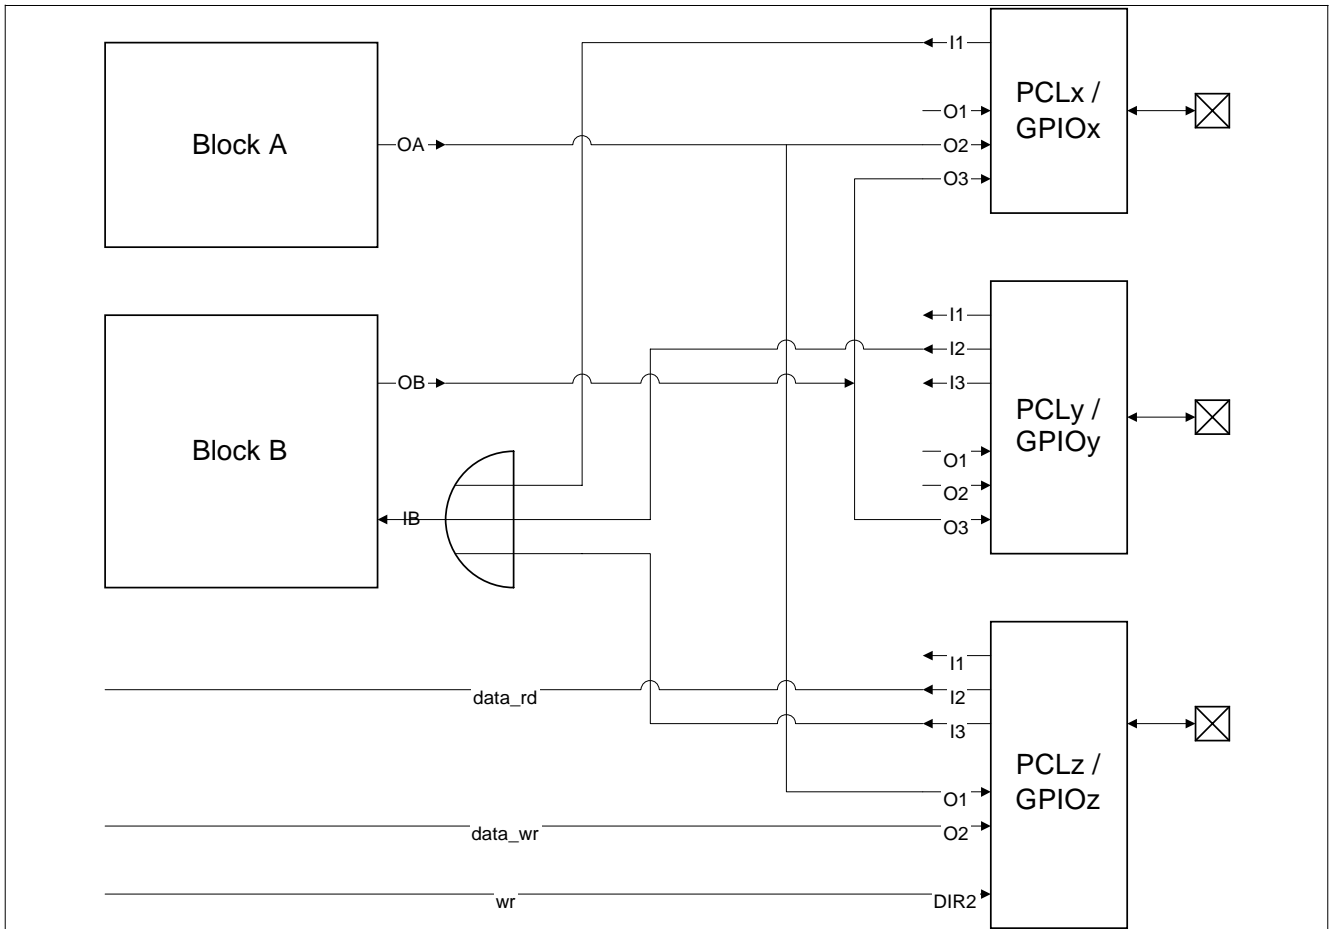 I1
PCLx /
GPIOx
O1
Block A
OA
O2
O3
I1
I2
OB
I3
PCLy /
GPIOy
Block B
O1
O2
IB
O3
I1
data_rd
I2
I3
PCLz /
GPIOz
O1
data_wr
O2
wr
DIR2